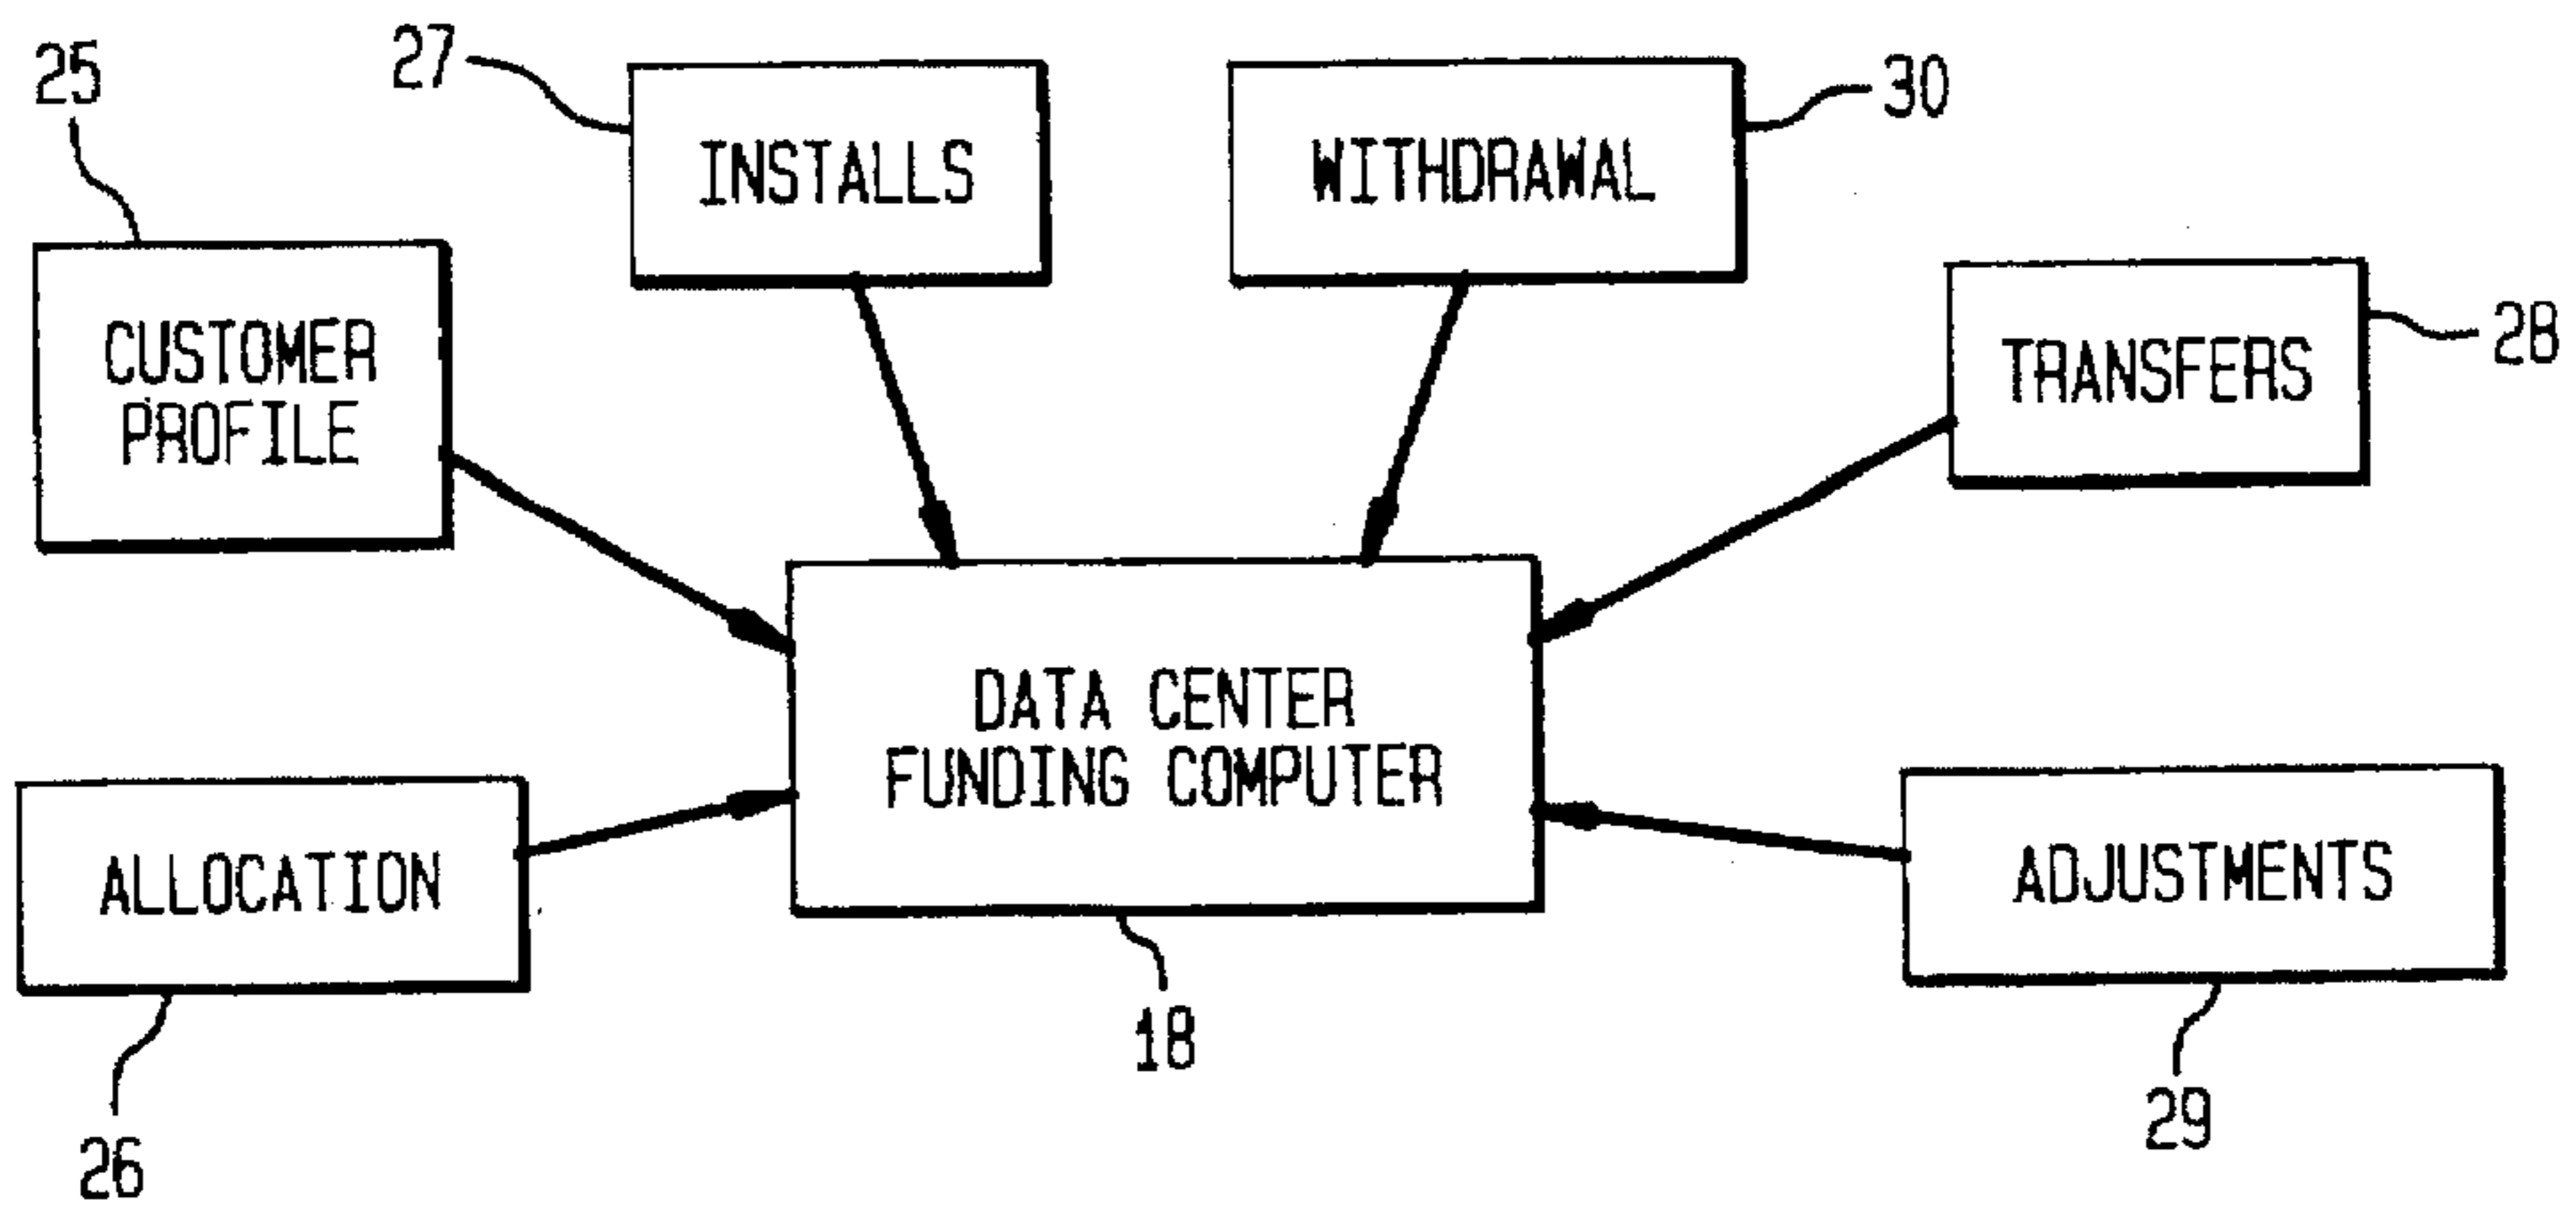 25
27
INSTALLS
WITHDRAWAL
30
CUSTOMER
PROFILE
TRANSFERS
28
DATA CENTER
FUNDING COMPUTER
ALLOCATION
ADJUSTMENTS
18
26
29